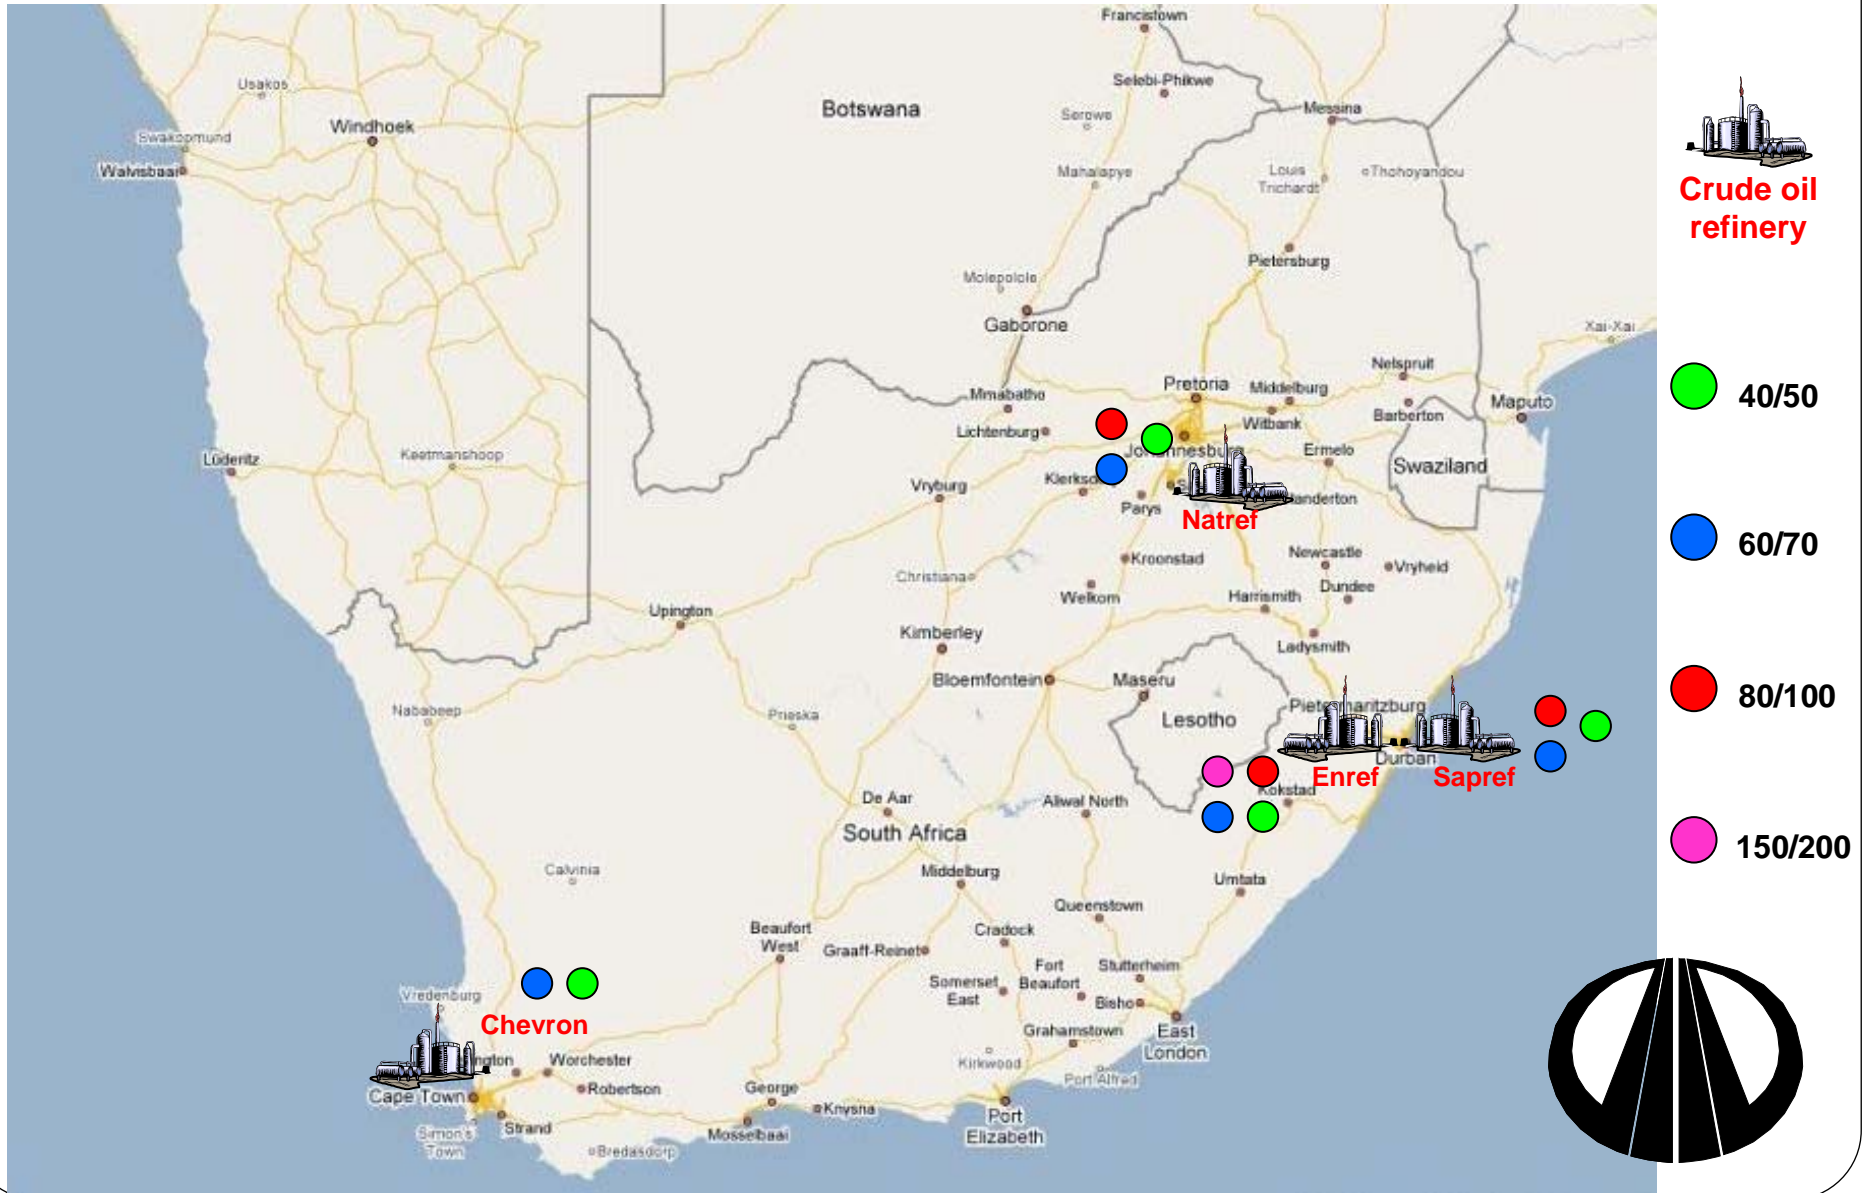 Francistown
Selebi-Phikwe
Usakos
Botswana
Messina
Serowe
Windhoek
Swakopmund
Walvisbaai
Mahalapye
Louis
Trichardt
Thohoyandou
Crude oil
refinery
Pietersburg
Molepolole
Gaborone
Xai-Xai
Nelspruit
Pretoria
Middelburg
Mmabatho
Maputo
40/50
Barberton
Witbank
Lichtenburg
Johannesburg
Ermelo
Lüderitz
Keetmanshoop
Swaziland
Klerksd
Vryburg
Parys
anderton
Natref
60/70
Newcastle
Kroonstad
Vryheid
Christiana
Dundee
Welkom
Harrismith
Upington
Kimberley
Ladysmith
Bloemfontein
Maseru
80/100
Nababeep
Prieska
Lesotho
Pietermaritzburg
Durban
Enref
Sapref
Kokstad
De Aar
Aliwal North
South Africa
150/200
Calvinia
Middelburg
Umtata
Queenstown
Beaufort
West
Cradock
Graaff-Reinet
Fort
Beaufort
Stutterheim
Somerset
East
Bisho
Vredenburg
Chevron
Grahamstown
East
London
ington
Worchester
Kirkwood
Port Alfred
Robertson
George
Cape Town
Knysna
Port
Elizabeth
Strand
Mosselbaai
Simon's
Town
Bredasdorp